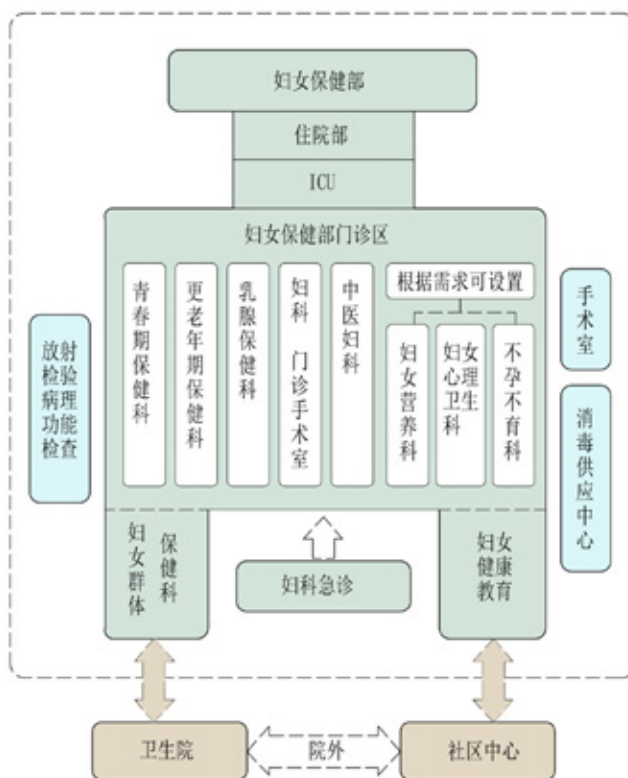 妇女保健部
住院部
ICU
妇女保健部门诊区
青春期保健科
更老年期保健科
乳腺保健科
妇科 门诊手术室
中医妇科
根据需求可设置
妇女营养科
妇女
心理
卫生
科
不孕不育科
放射
检验
病理
功能
检查
手术室
消毒供应中心
妇女群体
保健科
妇科急诊
妇女
健康
教育
卫生院
院外
社区中心